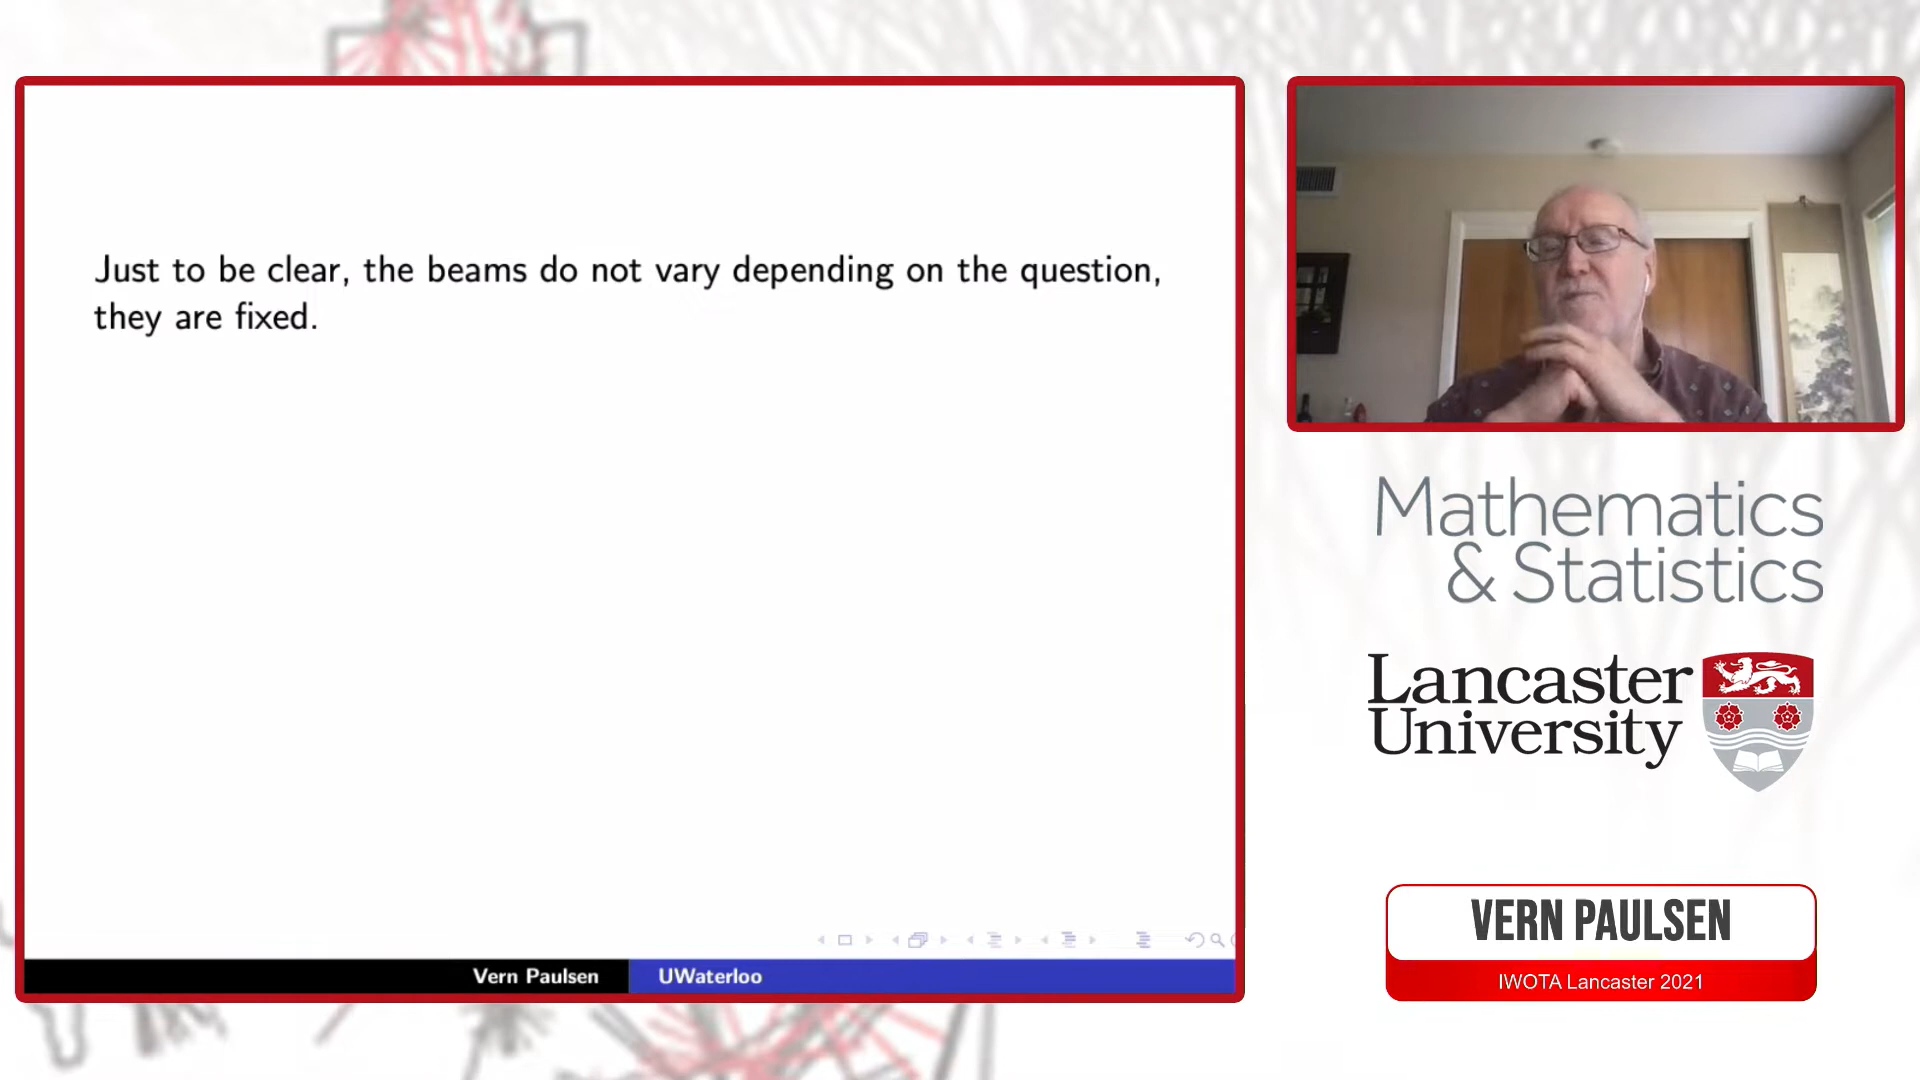 Just to be clear, the beams do not vary depending on the question,
they are fixed.
Vern Paulsen
UWaterloo
Mathematics
& Statistics
Lancaster
University
VERN PAULSEN
IWOTA Lancaster 2021